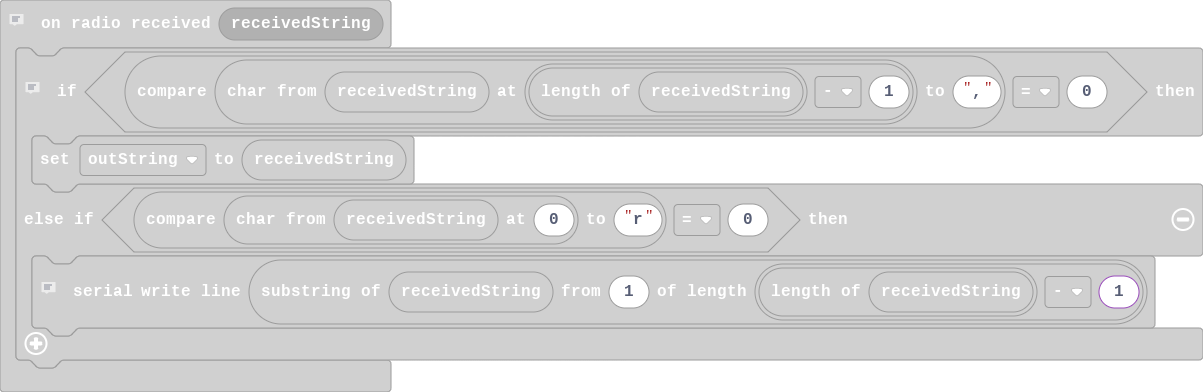 on radio received receivedString
if compare char from receivedString at length of receivedString - 1 to "," = 0 then
set outString to receivedString
else if compare char from receivedString at 0 to "r" = 0 then
serial write line substring of receivedString from 1 of length length of receivedString - 1